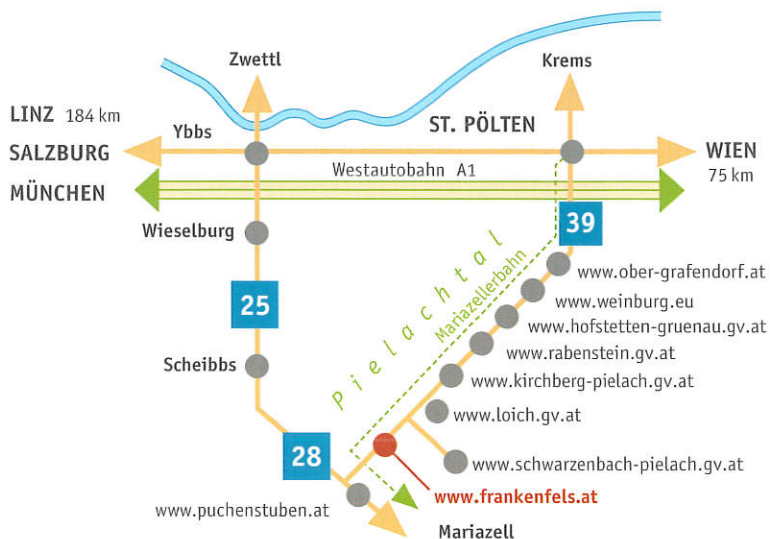 Zwettl
Krems
LINZ 184 km
Ybbs
ST. PÖLTEN
SALZBURG
WIEN
Westautobahn A1
75 km
MÜNCHEN
39
Wieselburg
Pielachtal
Mariazellerbahn
www.ober-grafendorf.at
www.weinburg.eu
25
www.hofstetten-gruenau.gv.at
www.rabenstein.gv.at
Scheibbs
www.kirchberg-pielach.gv.at
www.loich.gv.at
28
www.schwarzenbach-pielach.gv.at
www.frankenfels.at
www.puchenstuben.at
Mariazell